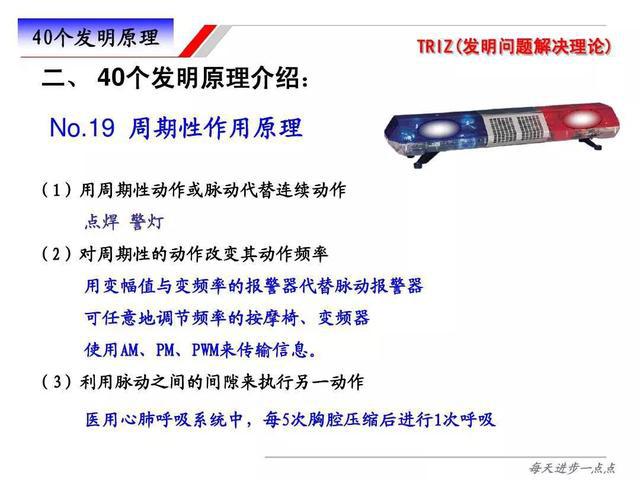 40个发明原理
TRIZ(发明问题解决理论)
二、 40个发明原理介绍：
No.19 周期性作用原理
（1）用周期性动作或脉动代替连续动作
点焊 警灯
（2）对周期性的动作改变其动作频率
用变幅值与变频率的报警器代替脉动报警器
可任意地调节频率的按摩椅、变频器
使用AM、PM、PWM来传输信息。
（3）利用脉动之间的间隙来执行另一动作
医用心肺呼吸系统中，每5次胸腔压缩后进行1次呼吸
每天进步一点点